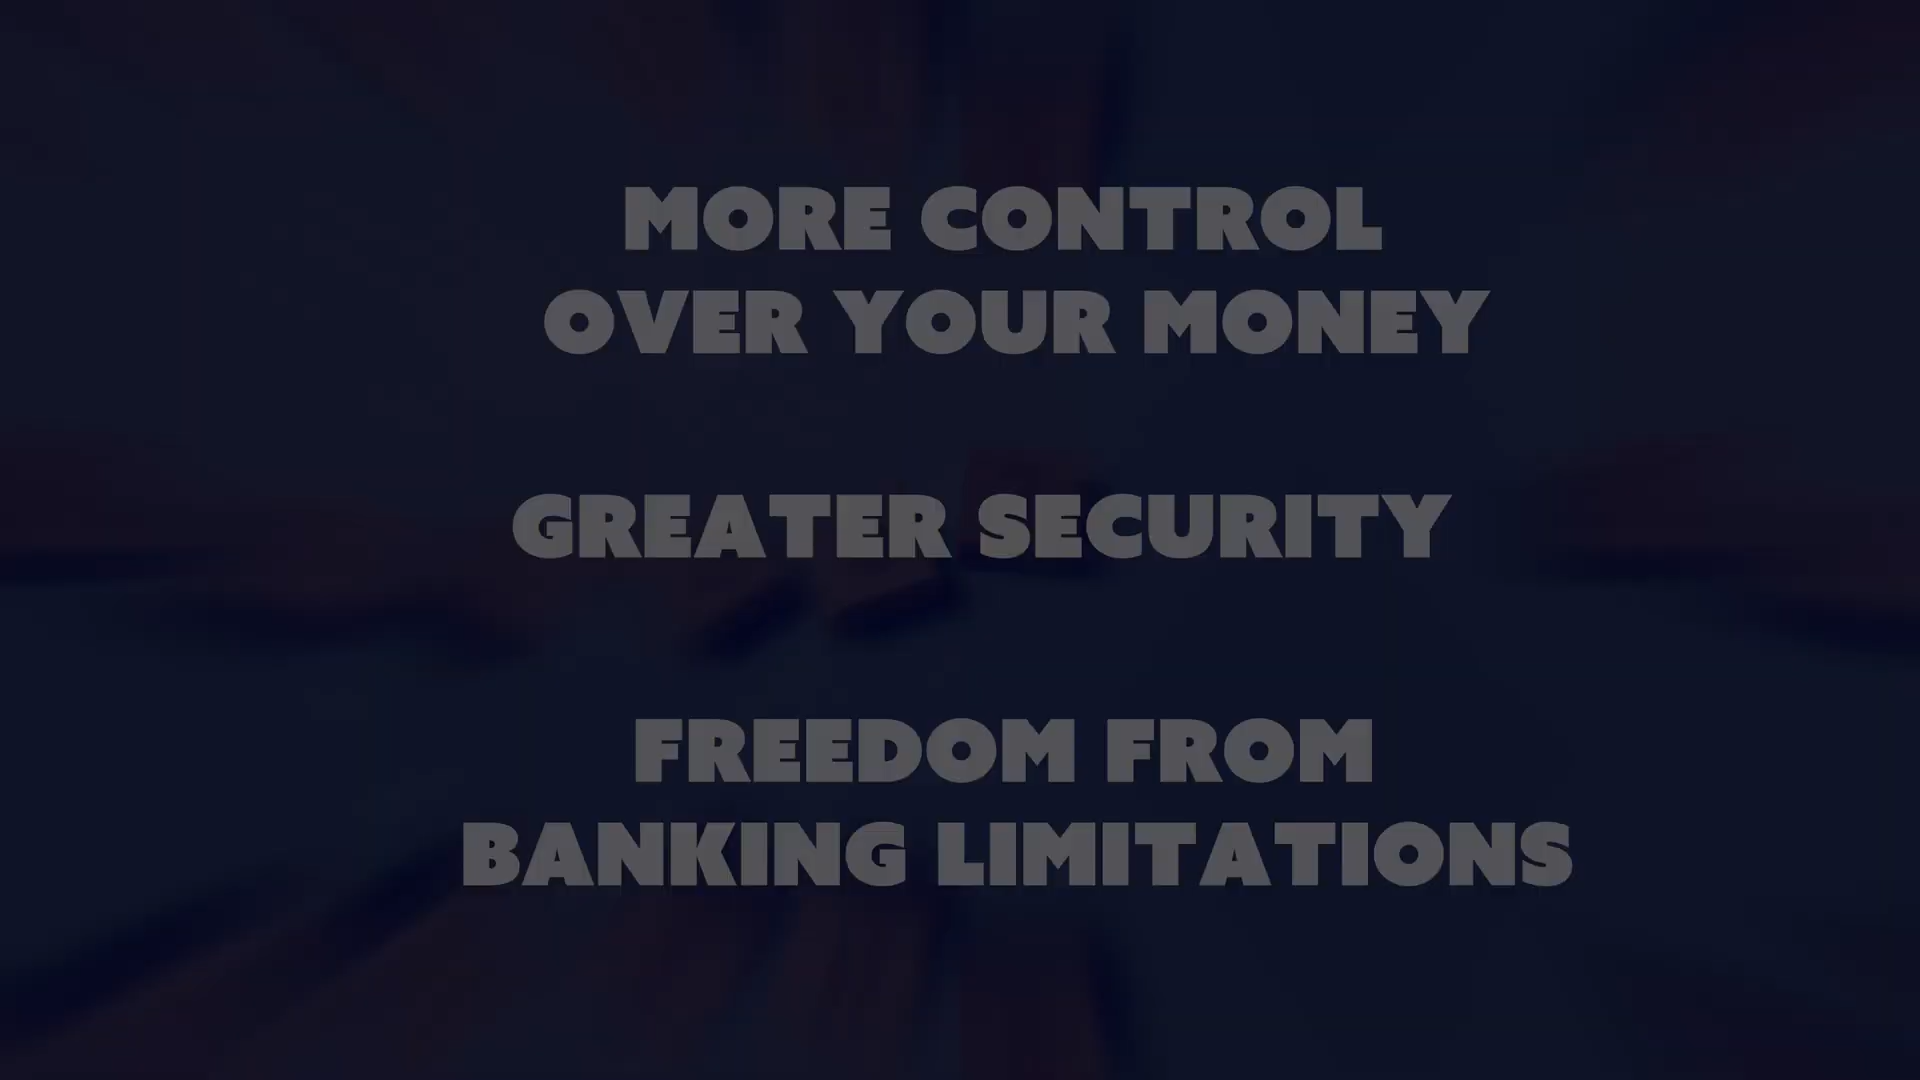 MORE CONTROL
OVER YOUR MONEY
GREATER SECURITY
FREEDOM FROM
BANKING LIMITATIONS